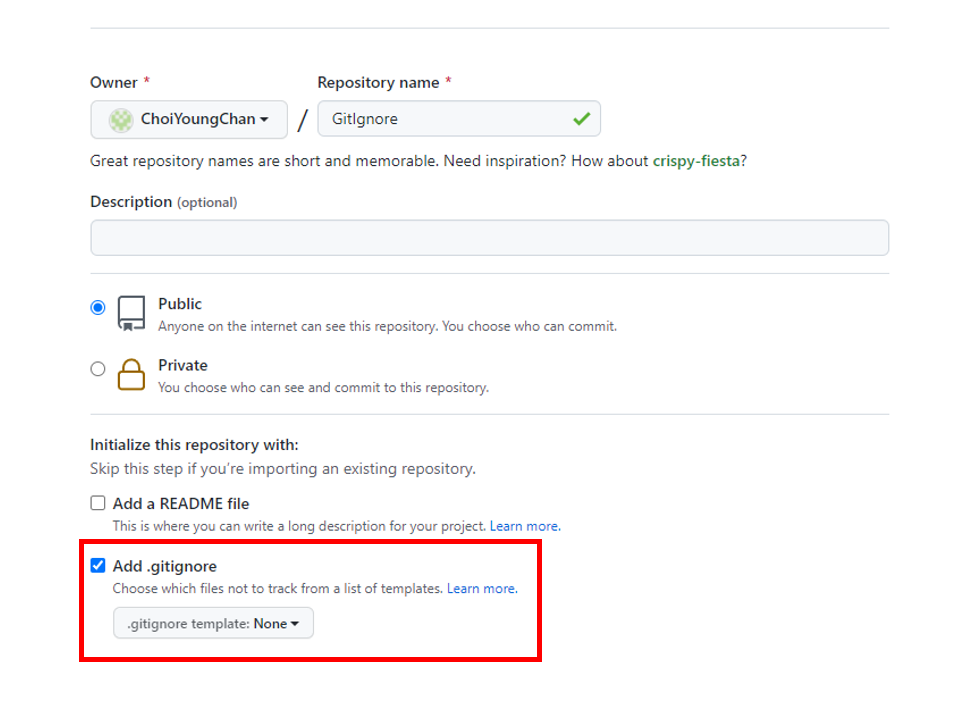 Owner *
Repository name *
ChoiYoungChan
/
GitIgnore
Great repository names are short and memorable. Need inspiration? How about crispy-fiesta?
Description (optional)
Public
Anyone on the internet can see this repository. You choose who can commit.
Private
You choose who can see and commit to this repository.
Initialize this repository with:
Skip this step if you’re importing an existing repository.
Add a README file
This is where you can write a long description for your project. Learn more.
Add .gitignore
Choose which files not to track from a list of templates. Learn more.
.gitignore template: None